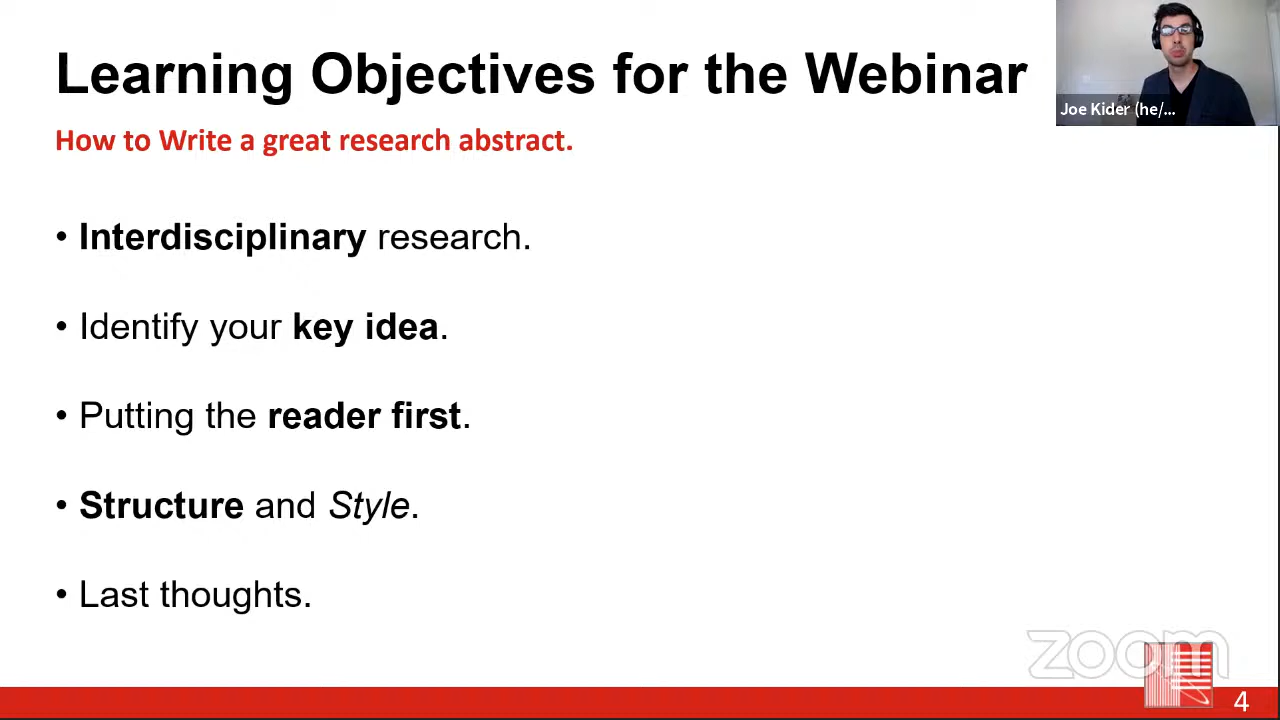 Learning Objectives for the Webinar
How to Write a great research abstract.
Joe Kider (he/...
• Interdisciplinary research.
• Identify your key idea.
• Putting the reader first.
• Structure and Style.
• Last thoughts.
zoom
4